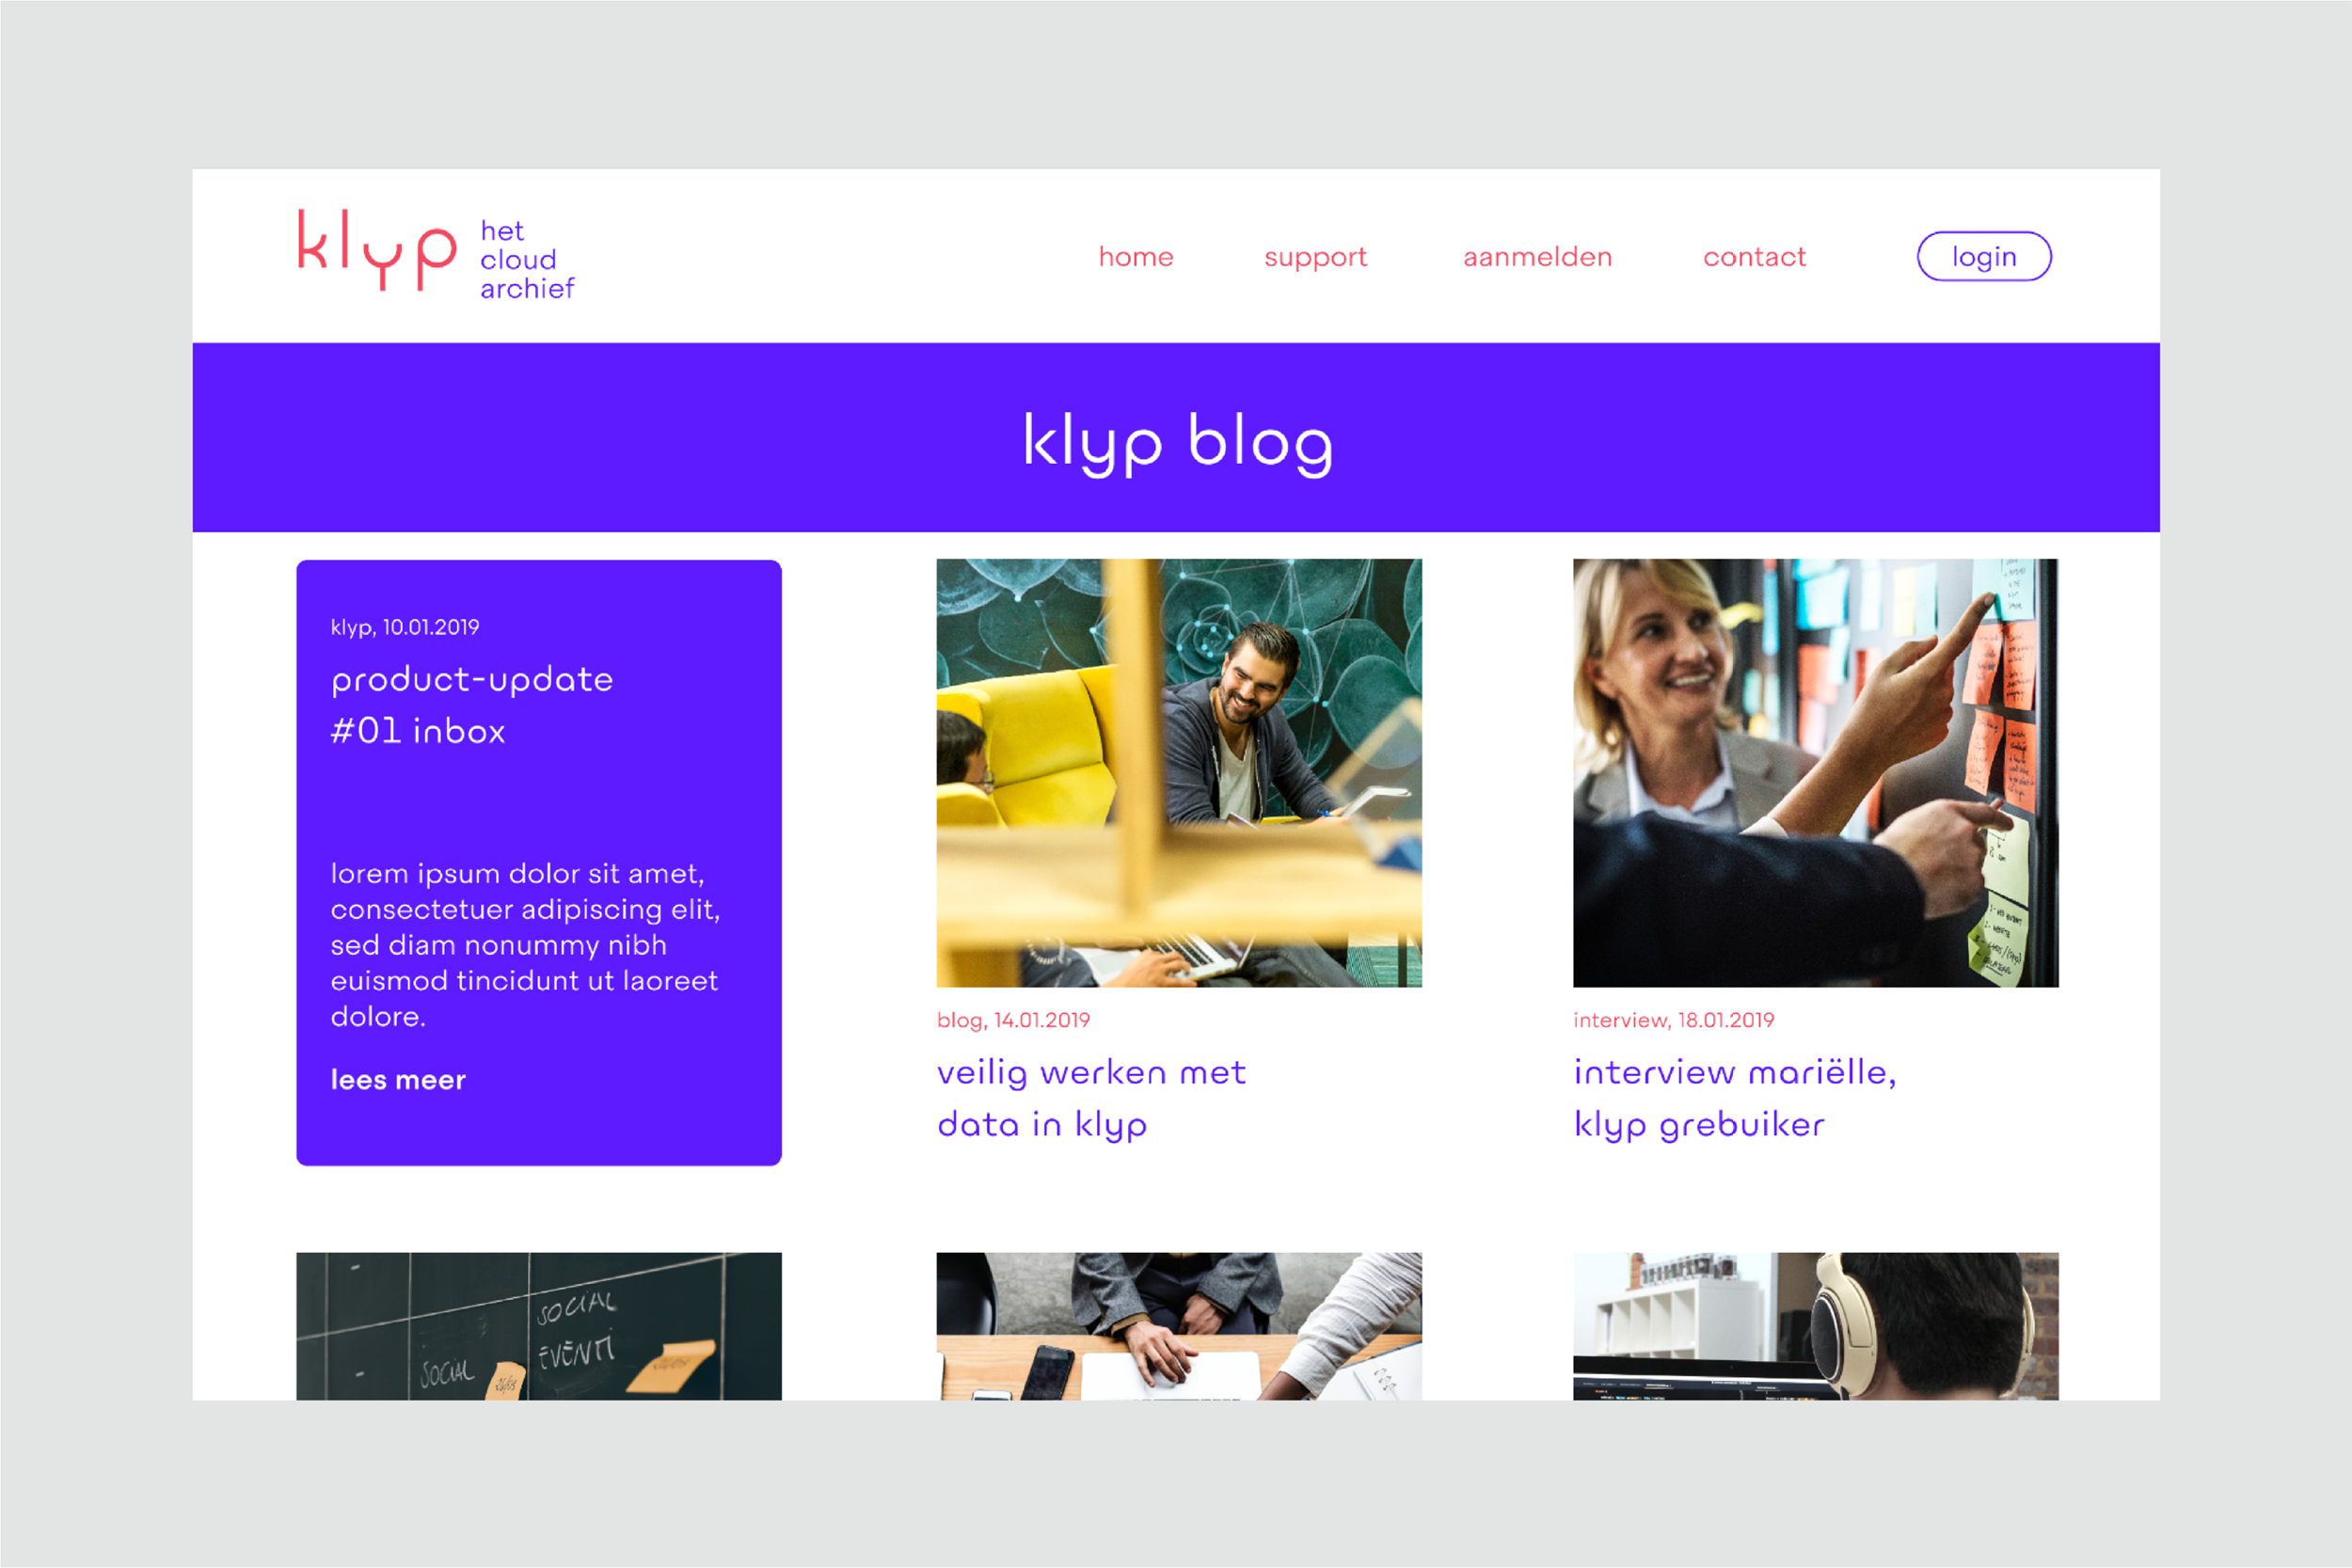 klyp
het
cloud
archief
home support aanmelden contact login
klyp blog
klyp, 10.01.2019
product-update
#01 inbox
lorem ipsum dolor sit amet,
consectetuer adipiscing elit,
sed diam nonummy nibh
euismod tincidunt ut laoreet
dolore.
lees meer
blog, 14.01.2019
veilig werken met
data in klyp
interview, 18.01.2019
interview mariëlle,
klyp grebuiker
SOCIAL
EVENTI
SOCIAL